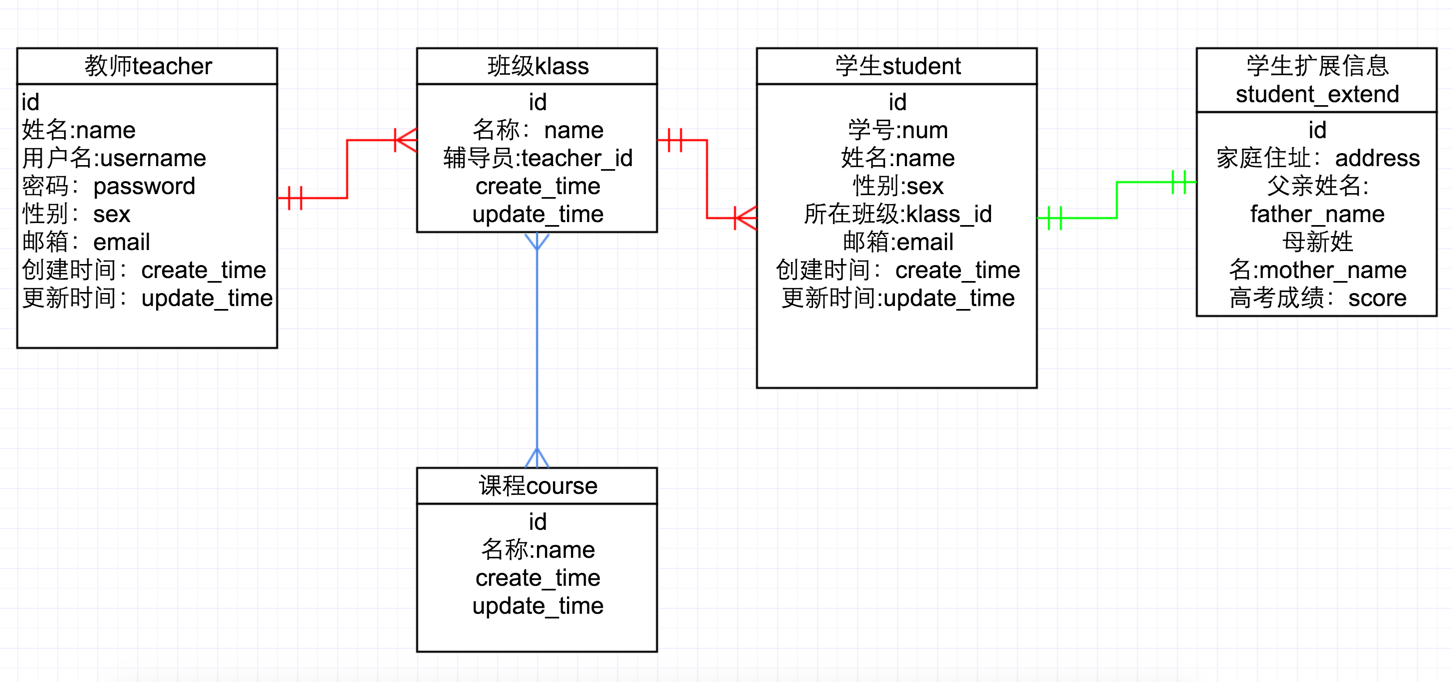 教师teacher
id
姓名:name
用户名:username
密码：password
性别：sex
邮箱：email
创建时间：create_time
更新时间：update_time
班级klass
id
名称：name
辅导员:teacher_id
create_time
update_time
学生student
id
学号:num
姓名:name
性别:sex
所在班级:klass_id
邮箱:email
创建时间：create_time
更新时间:update_time
学生扩展信息
student_extend
id
家庭住址：address
父亲姓名:
father_name
母新姓
名:mother_name
高考成绩：score
课程course
id
名称:name
create_time
update_time